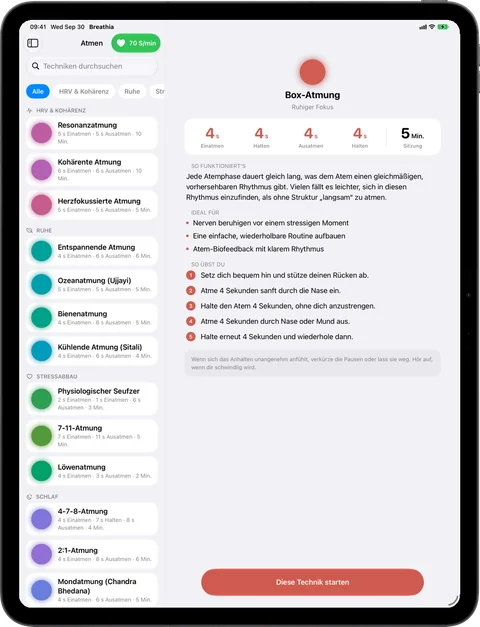 09:41 Wed Sep 30 Breathia
Atmen
70 S/min
Techniken durchsuchen
Alle
HRV & Kohärenz
Ruhe
Str
HRV & KOHÄRENZ
Resonanzatmung
5 s Einatmen · 5 s Ausatmen · 10
Min.
Kohärente Atmung
6 s Einatmen · 6 s Ausatmen · 10
Min.
Herzfokussierte Atmung
5 s Einatmen · 5 s Ausatmen · 5 Min.
RUHE
Entspannende Atmung
4 s Einatmen · 6 s Ausatmen · 5 Min.
Ozeanatmung (Ujjayi)
5 s Einatmen · 5 s Ausatmen · 5 Min.
Bienenatmung
4 s Einatmen · 6 s Ausatmen · 5 Min.
Kühlende Atmung (Sitali)
4 s Einatmen · 6 s Ausatmen · 4 Min.
STRESSABBAU
Physiologischer Seufzer
2 s Einatmen · 1 s Einatmen · 6 s
Ausatmen · 3 Min.
7-11-Atmung
7 s Einatmen · 11 s Ausatmen · 5
Min.
Löwenatmung
4 s Einatmen · 3 s Ausatmen · 2 Min.
SCHLAF
4-7-8-Atmung
4 s Einatmen · 7 s Halten · 8 s
Ausatmen · 4 Min.
2:1-Atmung
4 s Einatmen · 8 s Ausatmen · 6 Min.
Mondatmung (Chandra
Bhedana)
4 s Einatmen · 6 s Ausatmen · 5 Min.
Box-Atmung
Ruhiger Fokus
4 s
Einatmen
4 s
Halten
4 s
Ausatmen
4 s
Halten
5 Min.
Sitzung
SO FUNKTIONIERT'S
Jede Atemphase dauert gleich lang, was dem Atem einen gleichmäßigen,
vorhersehbaren Rhythmus gibt. Vielen fällt es leichter, sich in diesen
Rhythmus einzufinden, als ohne Struktur „langsam“ zu atmen.
IDEAL FÜR
• Nerven beruhigen vor einem stressigen Moment
• Eine einfache, wiederholbare Routine aufbauen
• Atem-Biofeedback mit klarem Rhythmus
SO ÜBST DU
1 Setz dich bequem hin und stütze deinen Rücken ab.
2 Atme 4 Sekunden sanft durch die Nase ein.
3 Halte den Atem 4 Sekunden, ohne dich anzustrengen.
4 Atme 4 Sekunden durch Nase oder Mund aus.
5 Halte erneut 4 Sekunden und wiederhole dann.
Wenn sich das Anhalten unangenehm anfühlt, verkürze die Pausen oder lass sie weg. Hör auf,
wenn dir schwindlig wird.
Diese Technik starten